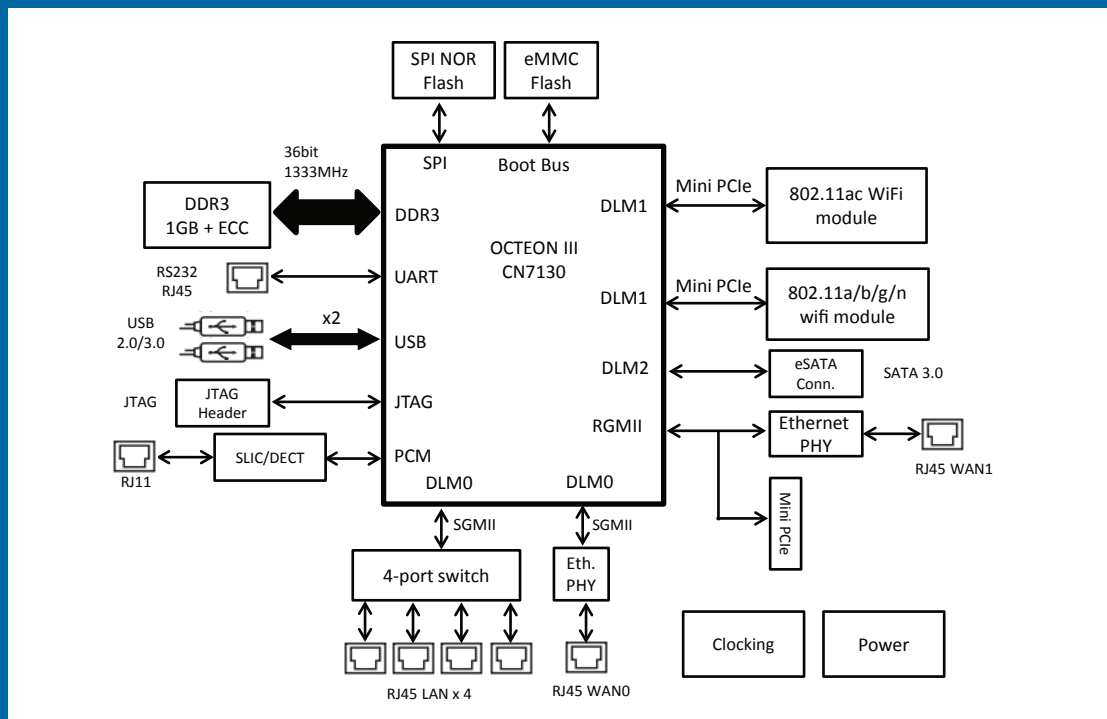 SPI NOR
Flash
eMMC
Flash
36bit
1333MHz
SPI
Boot Bus
DDR3
1GB + ECC
DDR3
DLM1
Mini PCIe
802.11ac WiFi
module
OCTEON III
CN7130
RS232
RJ45
UART
DLM1
Mini PCIe
802.11a/b/g/n
wifi module
USB
2.0/3.0
x2
USB
DLM2
eSATA
Conn.
SATA 3.0
JTAG
JTAG
Header
JTAG
RGMII
Ethernet
PHY
RJ45 WAN1
RJ11
SLIC/DECT
PCM
DLM0
DLM0
Mini PCIe
SGMII
SGMII
4-port switch
Eth.
PHY
RJ45 LAN x 4
RJ45 WAN0
Clocking
Power